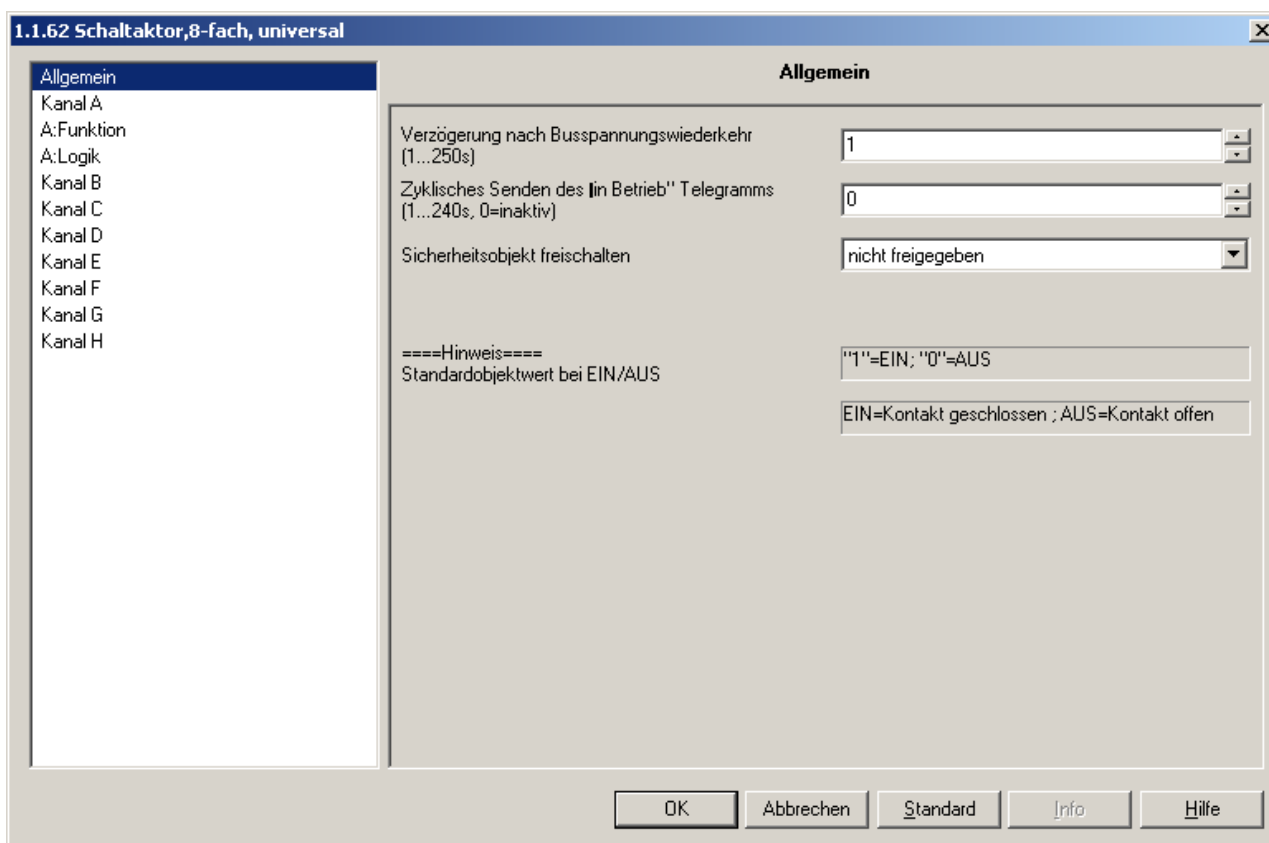 1.1.62 Schaltaktor,8-fach, universal
Allgemein
Kanal A
A:Funktion
A:Logik
Kanal B
Kanal C
Kanal D
Kanal E
Kanal F
Kanal G
Kanal H
Allgemein
Verzögerung nach Busspannungswiederkehr
(1...250s)
1
Zyklisches Senden des "in Betrieb" Telegramms
(1...240s, 0=inaktiv)
0
Sicherheitsobjekt freischalten
nicht freigegeben
====Hinweis====
Standardobjektwert bei EIN/AUS
"1"=EIN; "0"=AUS
EIN=Kontakt geschlossen ; AUS=Kontakt offen
OK
Abbrechen
Standard
Info
Hilfe